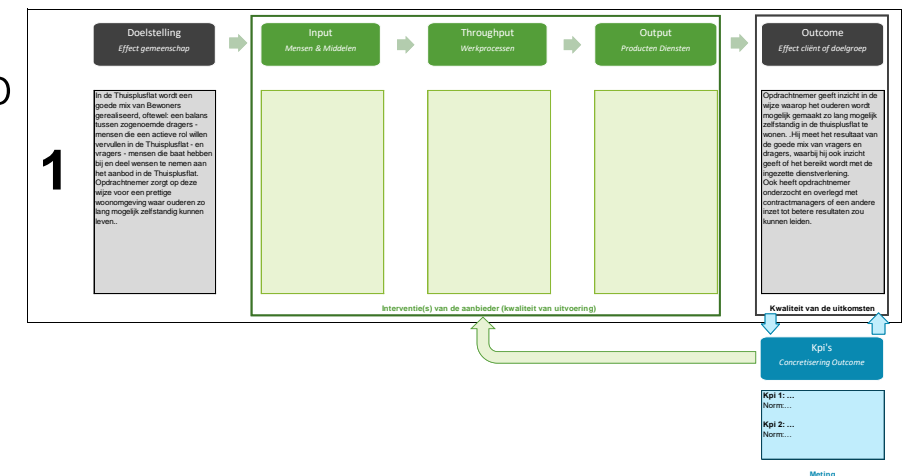 Doelstelling
Effect gemeenschap
Input
Mensen & Middelen
Throughput
Werkprocessen
Output
Producten Diensten
Outcome
Effect cliënt of doelgroep
1
In de Thuisplusflat wordt een
goede mix van Bewoners
gerealiseerd, oftewel: een balans
tussen zogenoemde dragers -
mensen die een actieve rol willen
vervullen in de Thuisplusflat - en
vragers - mensen die baat hebben
bij en deel wensen te nemen aan
het aanbod in de Thuisplusflat.
Opdrachtnemer zorgt op deze
wijze voor een prettige
woonomgeving waar ouderen zo
lang mogelijk zelfstandig kunnen
leven..
Opdrachtnemer geeft inzicht in de
wijze waarop het ouderen wordt
mogelijk gemaakt zo lang mogelijk
zelfstandig in de thuisplusflat te
wonen. .Hij meet het resultaat van
de goede mix van vragers en
dragers, waarbij hij ook inzicht
geeft of het bereikt wordt met de
ingezette dienstverlening.
Ook heeft opdrachtnemer
onderzocht en overlegd met
contractmanagers of een andere
inzet tot betere resultaten zou
kunnen leiden.
Interventie(s) van de aanbieder (kwaliteit van uitvoering)
Kwaliteit van de uitkomsten
Kpi's
Concretisering Outcome
Kpi 1: …
Norm:…
Kpi 2: …
Norm:…
Meting